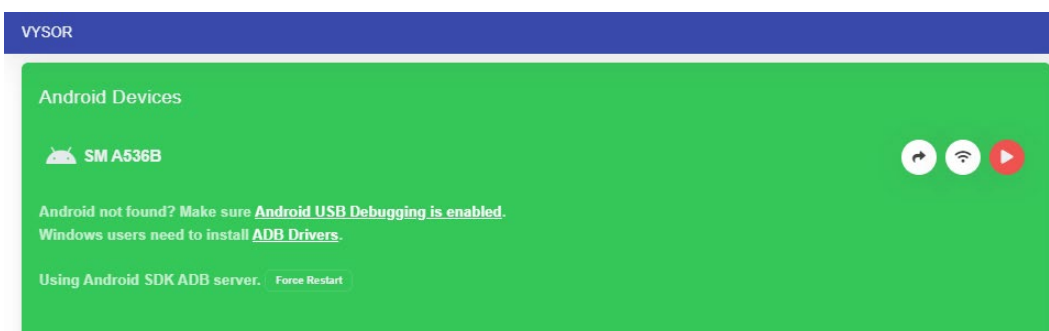 VYSOR
Android Devices
SM A536B
Android not found? Make sure Android USB Debugging is enabled.
Windows users need to install ADB Drivers.
Using Android SDK ADB server. Force Restart